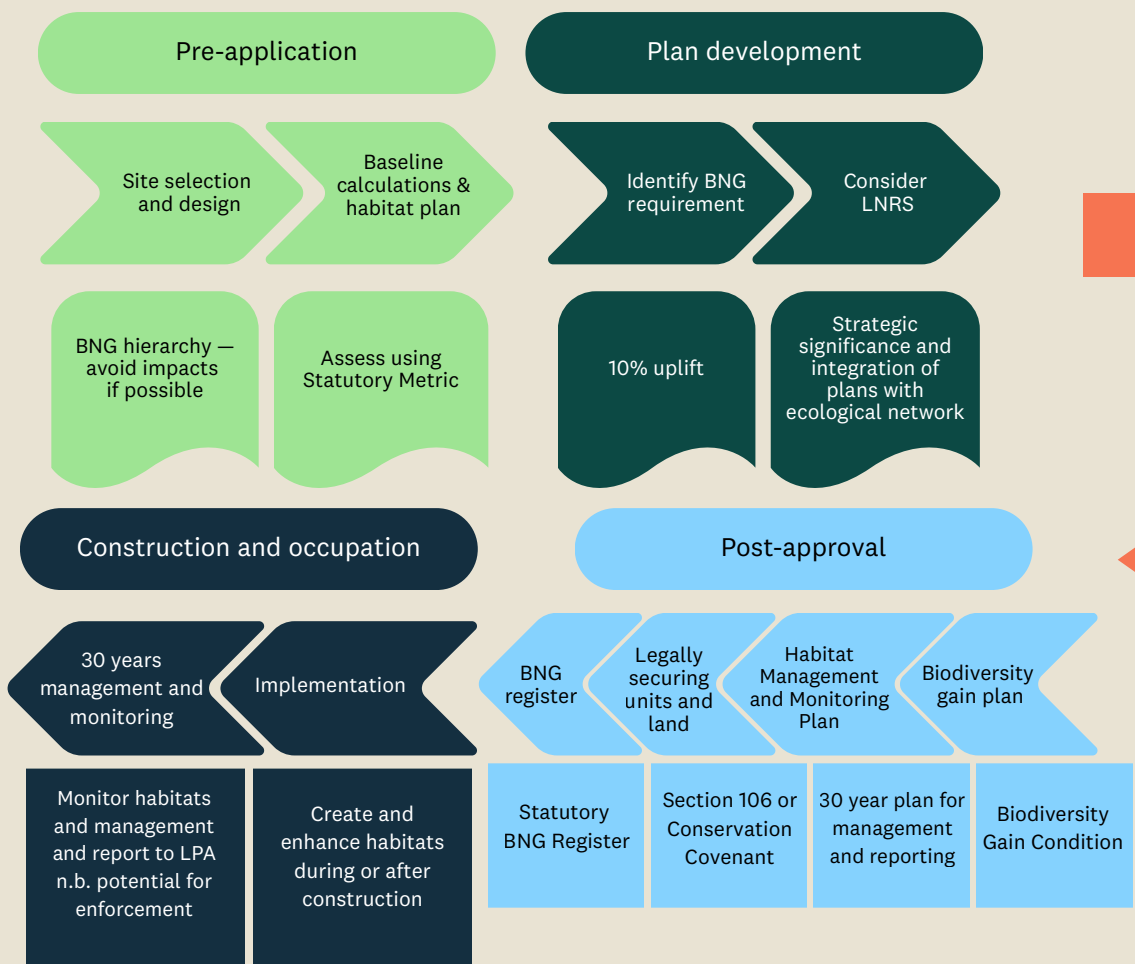 Pre-application
Plan development
Site selection
and design
Baseline
calculations &
habitat plan
Identify BNG
requirement
Consider
LNRS
BNG hierarchy —
avoid impacts
if possible
Assess using
Statutory Metric
10% uplift
Strategic
significance and
integration of
plans with
ecological network
Construction and occupation
Post-approval
30 years
management and
monitoring
Implementation
BNG
register
Legally
securing
units and
land
Habitat
Management
and Monitoring
Plan
Biodiversity
gain plan
Monitor habitats
and management
and report to LPA
n.b. potential for
enforcement
Create and
enhance habitats
during or after
construction
Statutory
BNG Register
Section 106 or
Conservation
Covenant
30 year plan for
management
and reporting
Biodiversity
Gain Condition